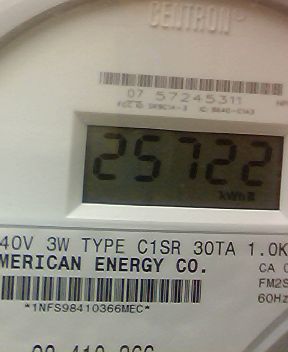 CENTRON
07 57245311
25722
kWh
40V 3W TYPE C1SR 30TA 1.0K
MERICAN ENERGY CO.
CA 0
FM2S
60Hz
*1NFS98410366MEC*